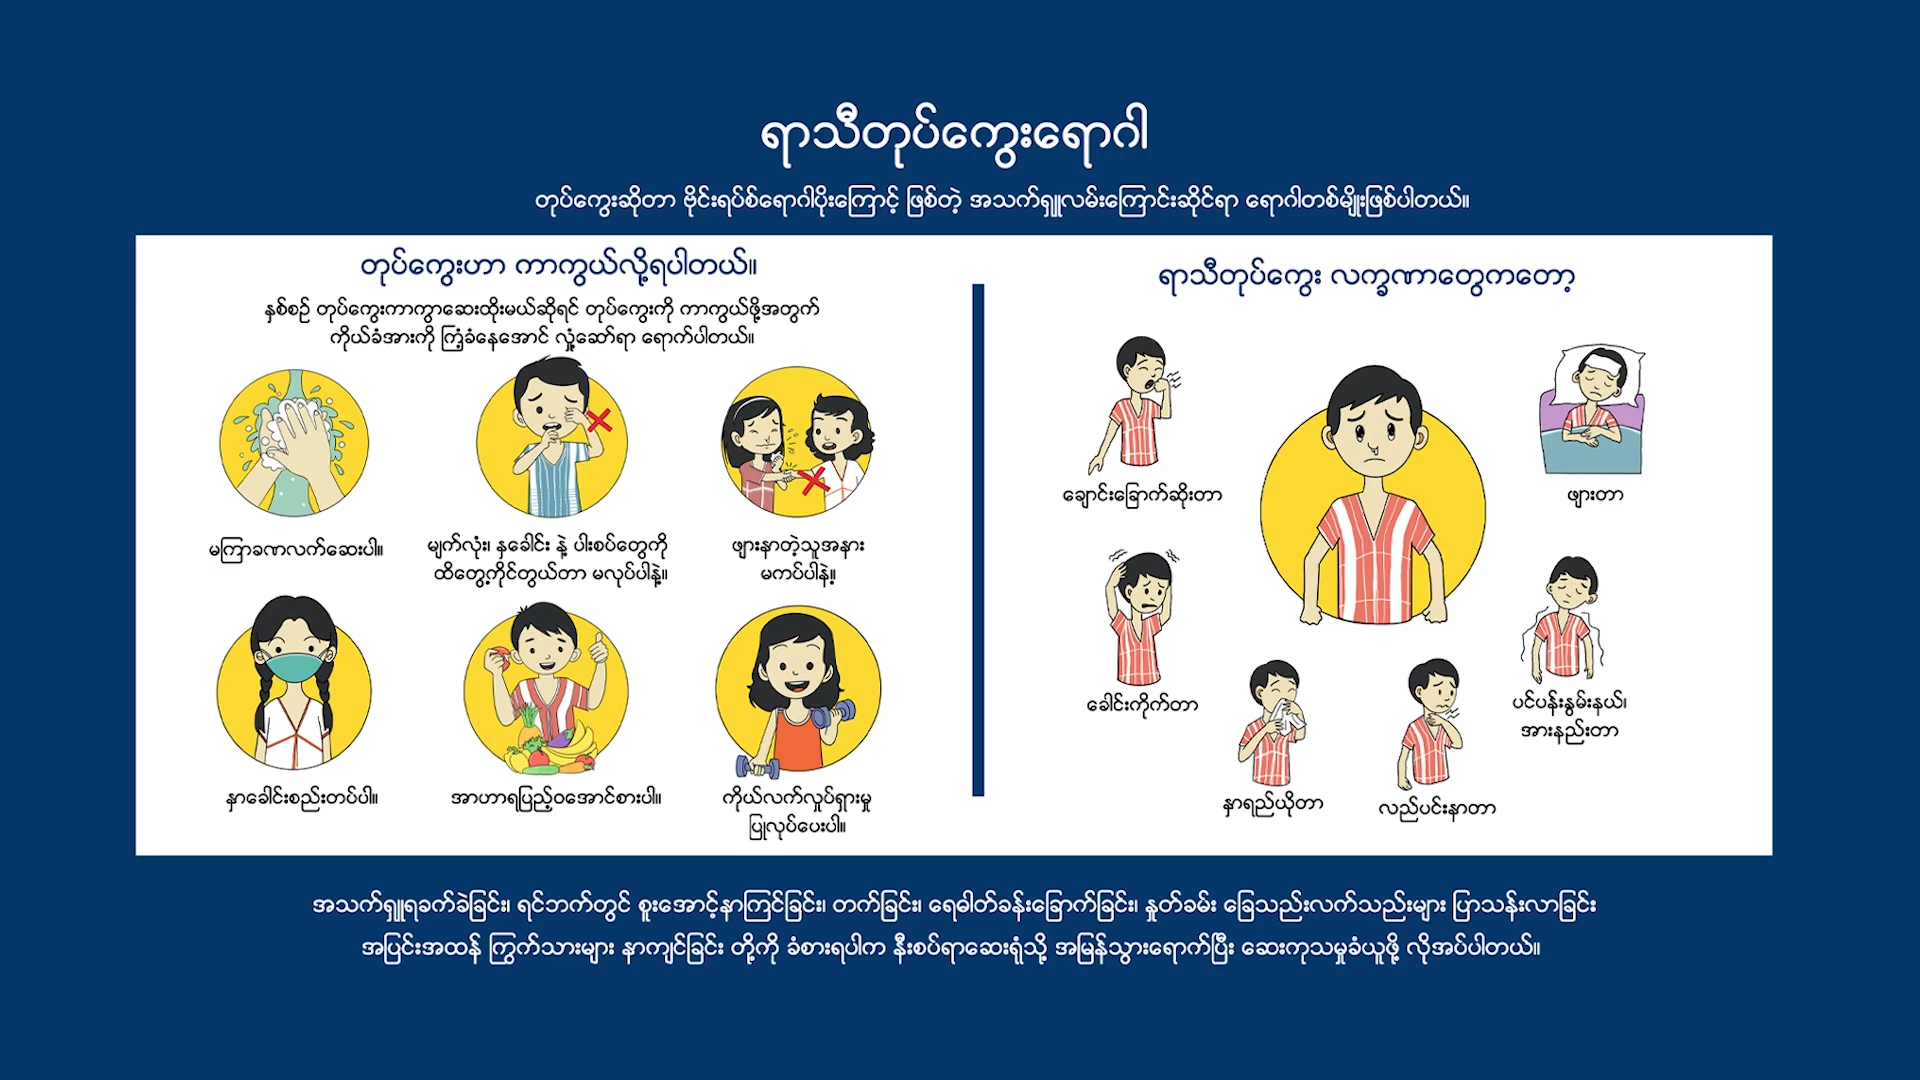 ရာသီတုပ်ကွေးရောဂါ
တုပ်ကွေးဆိုတာ ဗိုင်းရပ်စ်ရောဂါပိုးကြောင့် ဖြစ်တဲ့ အသက်ရှူလမ်းကြောင်းဆိုင်ရာ ရောဂါတစ်မျိုးဖြစ်ပါတယ်။
တုပ်ကွေးဟာ ကာကွယ်လို့ရပါတယ်။
နှစ်စဉ် တုပ်ကွေးကာကွာဆေးထိုးမယ်ဆိုရင် တုပ်ကွေးကို ကာကွယ်ဖို့အတွက်
ကိုယ်ခံအားကို ကြံ့ခံနေအောင် လှုံ့ဆော်ရာ ရောက်ပါတယ်။
မကြာခဏလက်ဆေးပါ။
မျက်လုံး၊ နှခေါင်း နဲ့ ပါးစပ်တွေကို
ထိတွေ့ကိုင်တွယ်တာ မလုပ်ပါနဲ့။
ဖျားနာတဲ့သူအနား
မကပ်ပါနဲ့။
နှာခေါင်းစည်းတပ်ပါ။
အာဟာရပြည့်ဝအောင်စားပါ။
ကိုယ်လက်လှုပ်ရှားမှု
ပြုလုပ်ပေးပါ။
ရာသီတုပ်ကွေး လက္ခဏာတွေကတော့
ချောင်းခြောက်ဆိုးတာ
ဖျားတာ
ခေါင်းကိုက်တာ
ပင်ပန်းနွမ်းနယ်၊
အားနည်းတာ
နှာရည်ယိုတာ
လည်ပင်းနာတာ
အသက်ရှူရခက်ခဲခြင်း၊ ရင်ဘက်တွင် စူးအောင့်နာကြင်ခြင်း၊ တက်ခြင်း၊ ရေဓါတ်ခန်းခြောက်ခြင်း၊ နှုတ်ခမ်း ခြေသည်းလက်သည်းများ ပြာသန်းလာခြင်း
အပြင်းအထန် ကြွက်သားများ နာကျင်ခြင်း တို့ကို ခံစားရပါက နီးစပ်ရာဆေးရုံသို့ အမြန်သွားရောက်ပြီး ဆေးကုသမှုခံယူဖို့ လိုအပ်ပါတယ်။